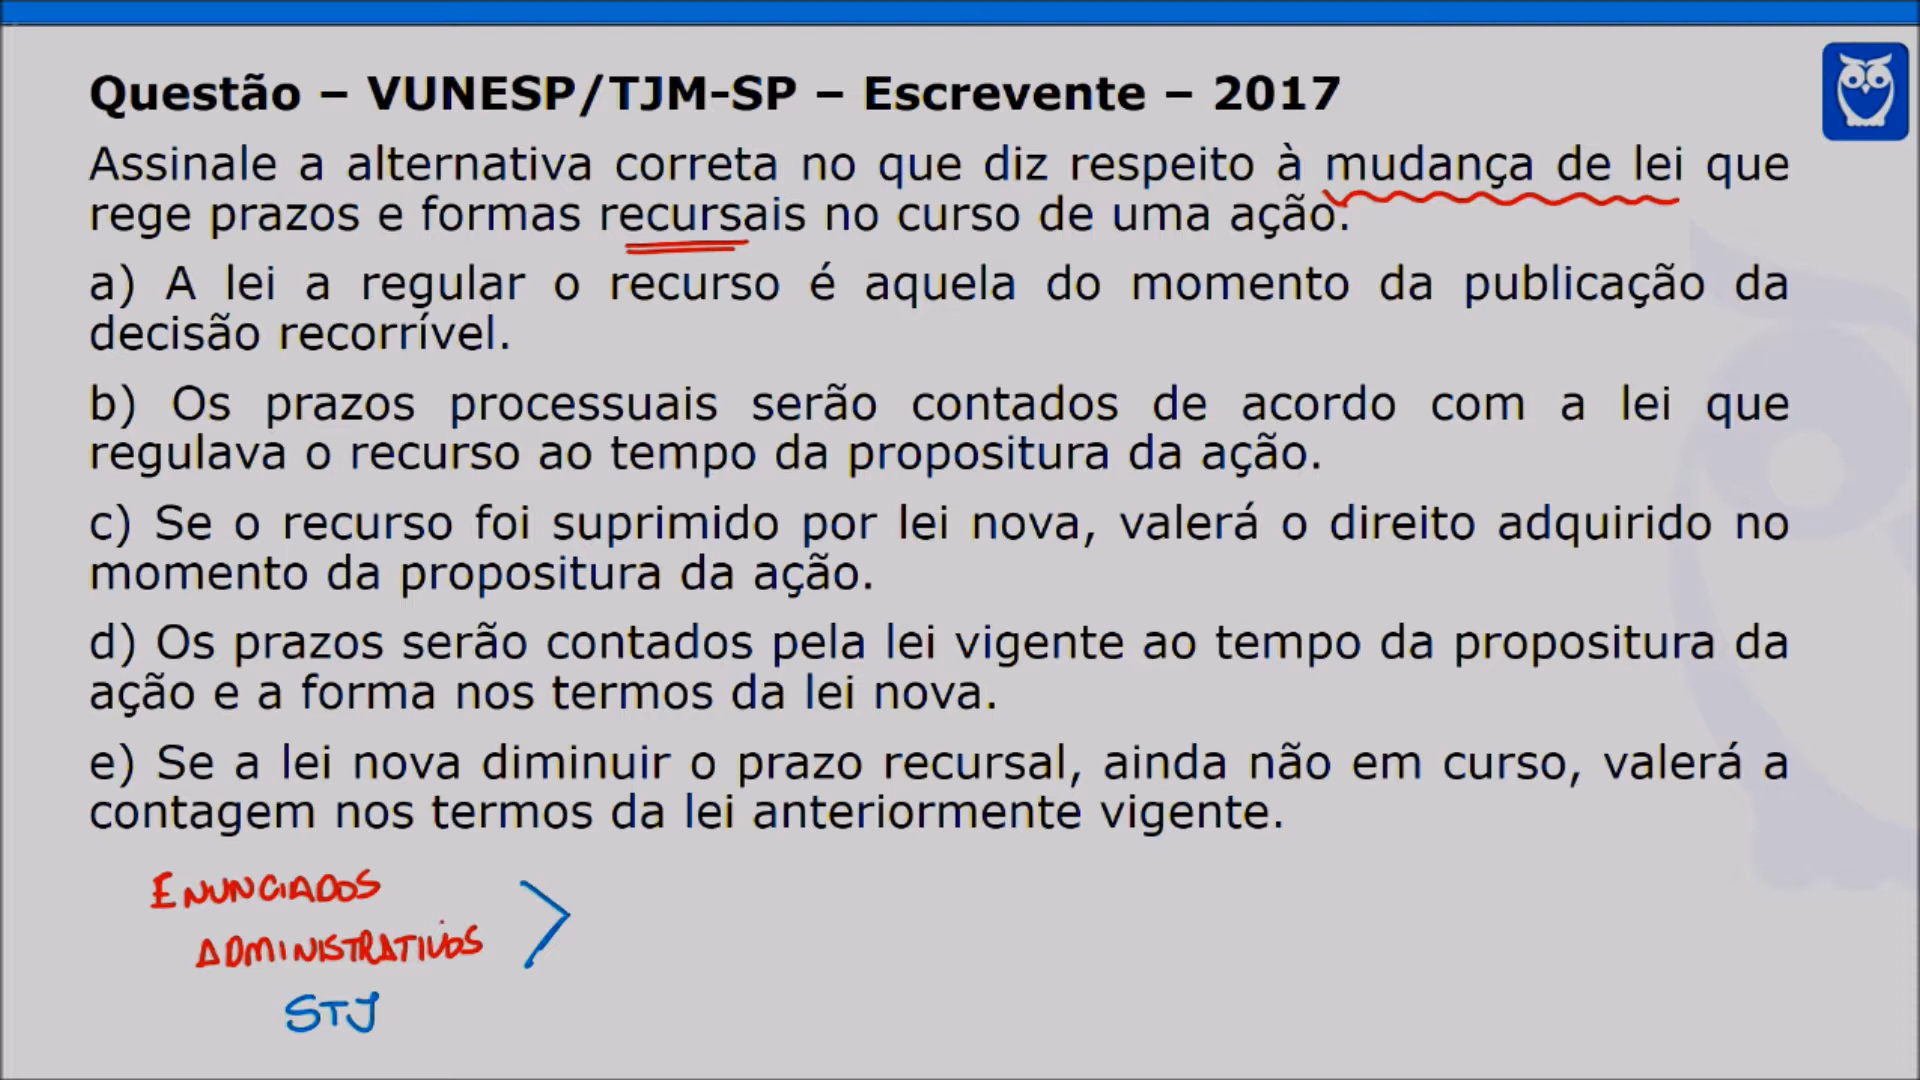 Questão – VUNESP/TJM-SP – Escrevente – 2017
Assinale a alternativa correta no que diz respeito à mudança de lei que
rege prazos e formas recursais no curso de uma ação.
a) A lei a regular o recurso é aquela do momento da publicação da
decisão recorrível.
b) Os prazos processuais serão contados de acordo com a lei que
regulava o recurso ao tempo da propositura da ação.
c) Se o recurso foi suprimido por lei nova, valerá o direito adquirido no
momento da propositura da ação.
d) Os prazos serão contados pela lei vigente ao tempo da propositura da
ação e a forma nos termos da lei nova.
e) Se a lei nova diminuir o prazo recursal, ainda não em curso, valerá a
contagem nos termos da lei anteriormente vigente.
ENUNCIADOS
ADMINISTRATIVOS
STJ